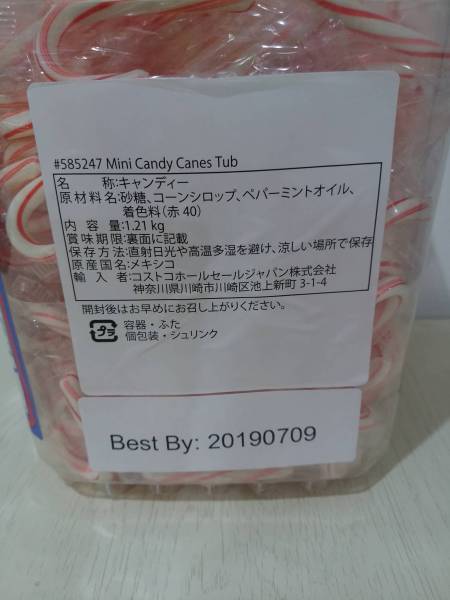 #585247 Mini Candy Canes Tub
名 称:キャンディー
原材料名:砂糖、コーンシロップ、ペパーミントオイル、
着色料(赤40)
内 容 量:1.21 kg
賞味期限:裏面に記載
保存方法:直射日光や高温多湿を避け、涼しい場所で保存
原産国名:メキシコ
輸 入 者:コストコホールセールジャパン株式会社
神奈川県川崎市川崎区池上新町 3-1-4
開封後はお早めにお召し上がりください。
プラ 容器・ふた
個包装・シュリンク
Best By: 20190709